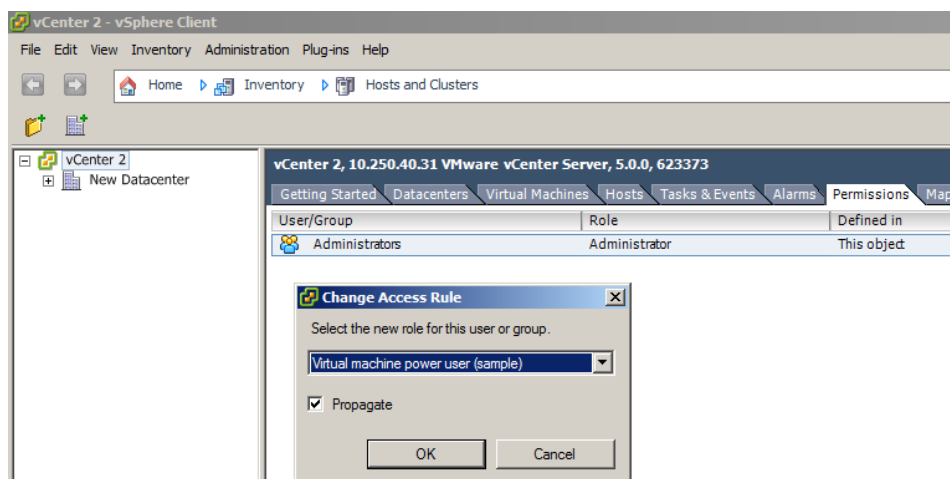 vCenter 2 - vSphere Client
File Edit View Inventory Administration Plug-ins Help
Home Inventory Hosts and Clusters
vCenter 2
New Datacenter
vCenter 2, 10.250.40.31 VMware vCenter Server, 5.0.0, 623373
Getting Started Datacenters Virtual Machines Hosts Tasks & Events Alarms Permissions Map
User/Group Role Defined in
Administrators Administrator This object
Change Access Rule
Select the new role for this user or group.
Virtual machine power user (sample)
Propagate
OK Cancel